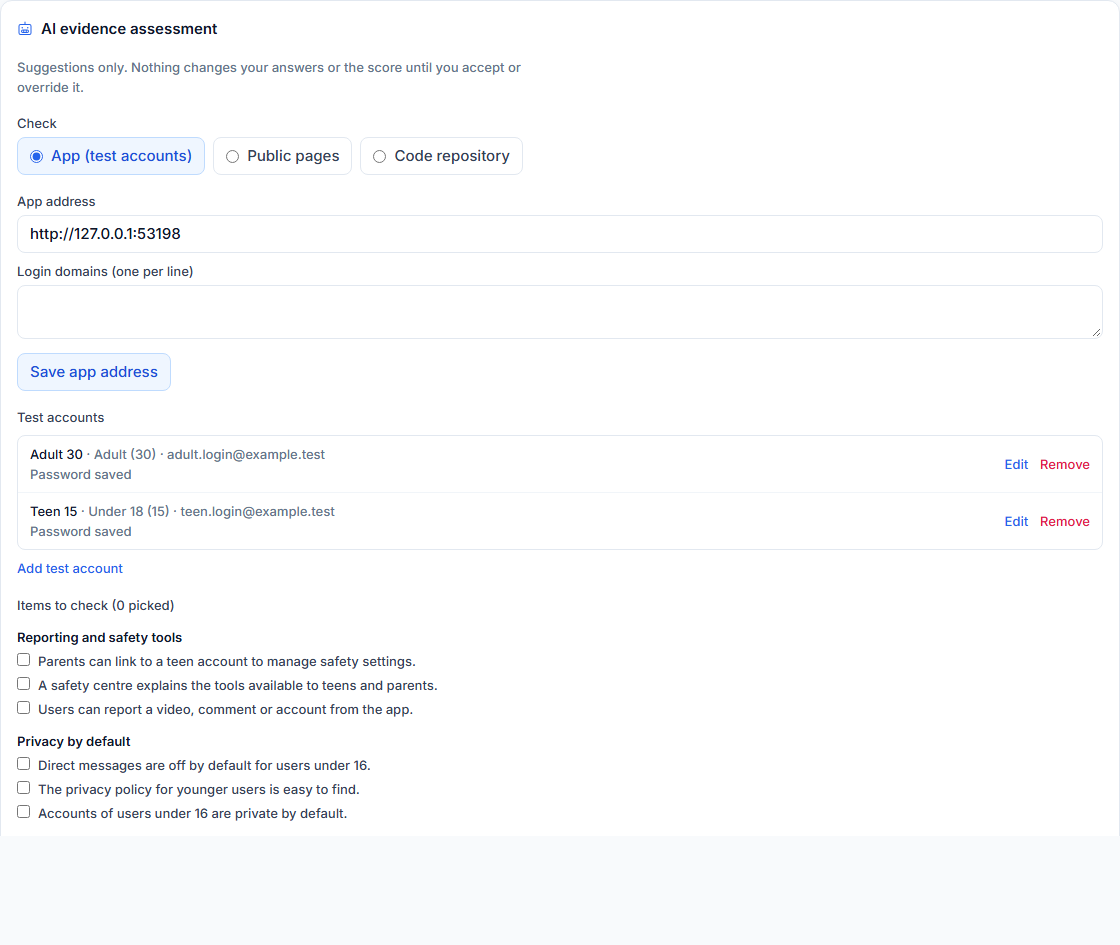 AI evidence assessment
Suggestions only. Nothing changes your answers or the score until you accept or
override it.
Check
App (test accounts)
Public pages
Code repository
App address
http://127.0.0.1:53198
Login domains (one per line)
Save app address
Test accounts
Adult 30 · Adult (30) · adult.login@example.test
Password saved
Edit Remove
Teen 15 · Under 18 (15) · teen.login@example.test
Password saved
Edit Remove
Add test account
Items to check (0 picked)
Reporting and safety tools
Parents can link to a teen account to manage safety settings.
A safety centre explains the tools available to teens and parents.
Users can report a video, comment or account from the app.
Privacy by default
Direct messages are off by default for users under 16.
The privacy policy for younger users is easy to find.
Accounts of users under 16 are private by default.